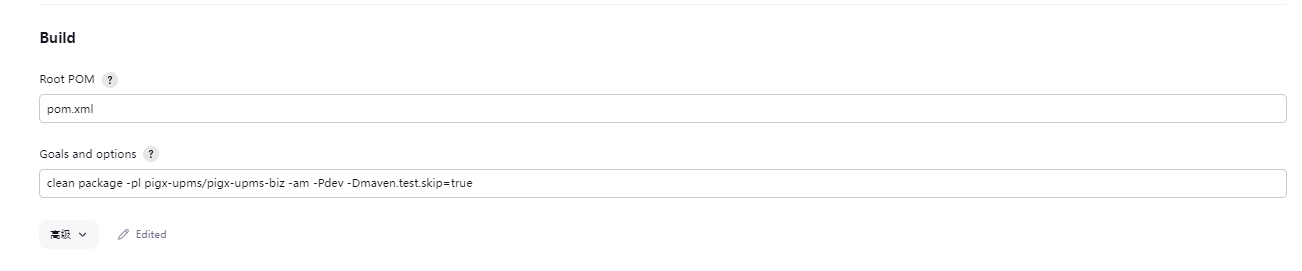 Build
Root POM ?
pom.xml
Goals and options ?
clean package -pl pigx-upms/pigx-upms-biz -am -Pdev -Dmaven.test.skip=true
高级 Edited